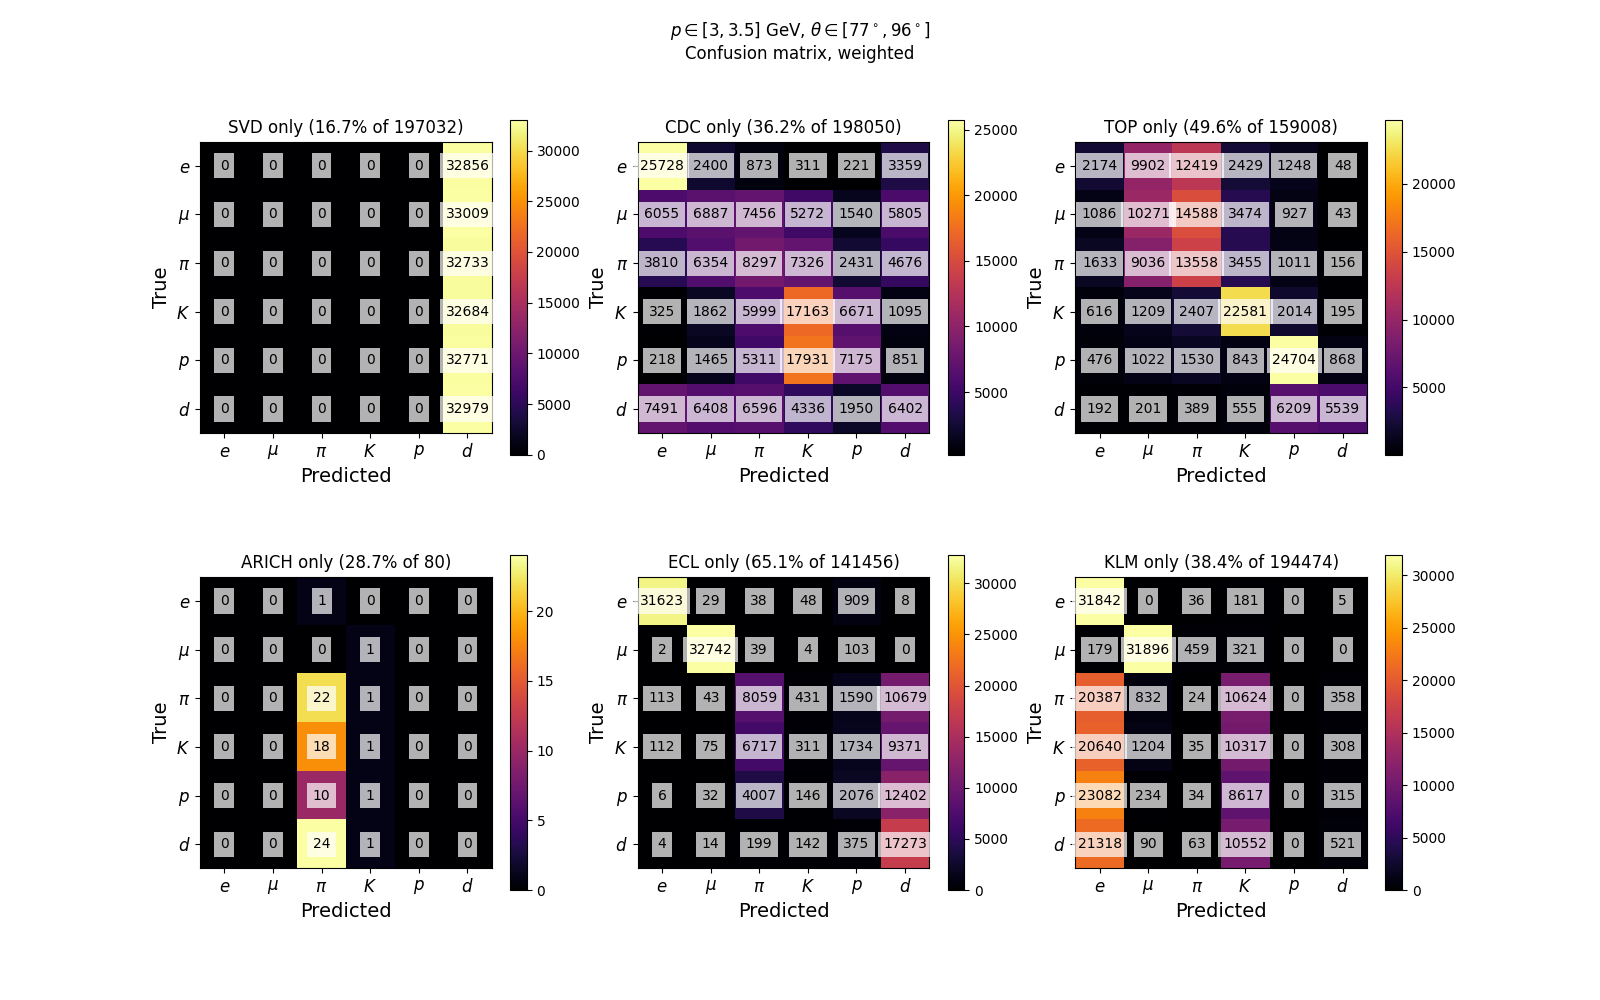 p ∈ [3, 3.5] GeV, θ ∈ [77°, 96°]
Confusion matrix, weighted
SVD only (16.7% of 197032)
True
e 0 0 0 0 0 32856
μ 0 0 0 0 0 33009
π 0 0 0 0 0 32733
K 0 0 0 0 0 32684
p 0 0 0 0 0 32771
d 0 0 0 0 0 32979
e μ π K p d
Predicted
30000
25000
20000
15000
10000
5000
0
CDC only (36.2% of 198050)
True
e 25728 2400 873 311 221 3359
μ 6055 6887 7456 5272 1540 5805
π 3810 6354 8297 7326 2431 4676
K 325 1862 5999 17163 6671 1095
p 218 1465 5311 17931 7175 851
d 7491 6408 6596 4336 1950 6402
e μ π K p d
Predicted
25000
20000
15000
10000
5000
TOP only (49.6% of 159008)
True
e 2174 9902 12419 2429 1248 48
μ 1086 10271 14588 3474 927 43
π 1633 9036 13558 3455 1011 156
K 616 1209 2407 22581 2014 195
p 476 1022 1530 843 24704 868
d 192 201 389 555 6209 5539
e μ π K p d
Predicted
20000
15000
10000
5000
ARICH only (28.7% of 80)
True
e 0 0 1 0 0 0
μ 0 0 0 1 0 0
π 0 0 22 1 0 0
K 0 0 18 1 0 0
p 0 0 10 1 0 0
d 0 0 24 1 0 0
e μ π K p d
Predicted
20
15
10
5
0
ECL only (65.1% of 141456)
True
e 31623 29 38 48 909 8
μ 2 32742 39 4 103 0
π 113 43 8059 431 1590 10679
K 112 75 6717 311 1734 9371
p 6 32 4007 146 2076 12402
d 4 14 199 142 375 17273
e μ π K p d
Predicted
30000
25000
20000
15000
10000
5000
0
KLM only (38.4% of 194474)
True
e 31842 0 36 181 0 5
μ 179 31896 459 321 0 0
π 20387 832 24 10624 0 358
K 20640 1204 35 10317 0 308
p 23082 234 34 8617 0 315
d 21318 90 63 10552 0 521
e μ π K p d
Predicted
30000
25000
20000
15000
10000
5000
0